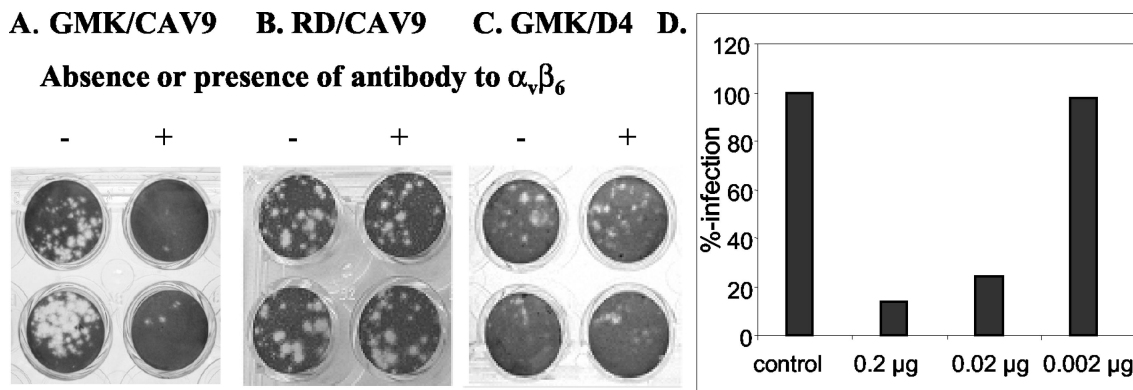 A. GMK/CAV9 B. RD/CAV9 C. GMK/D4 D.
Absence or presence of antibody to αvβ6
- + - + - +
120
100
80
60
40
20
0
%-infection
control 0.2 µg 0.02 µg 0.002 µg